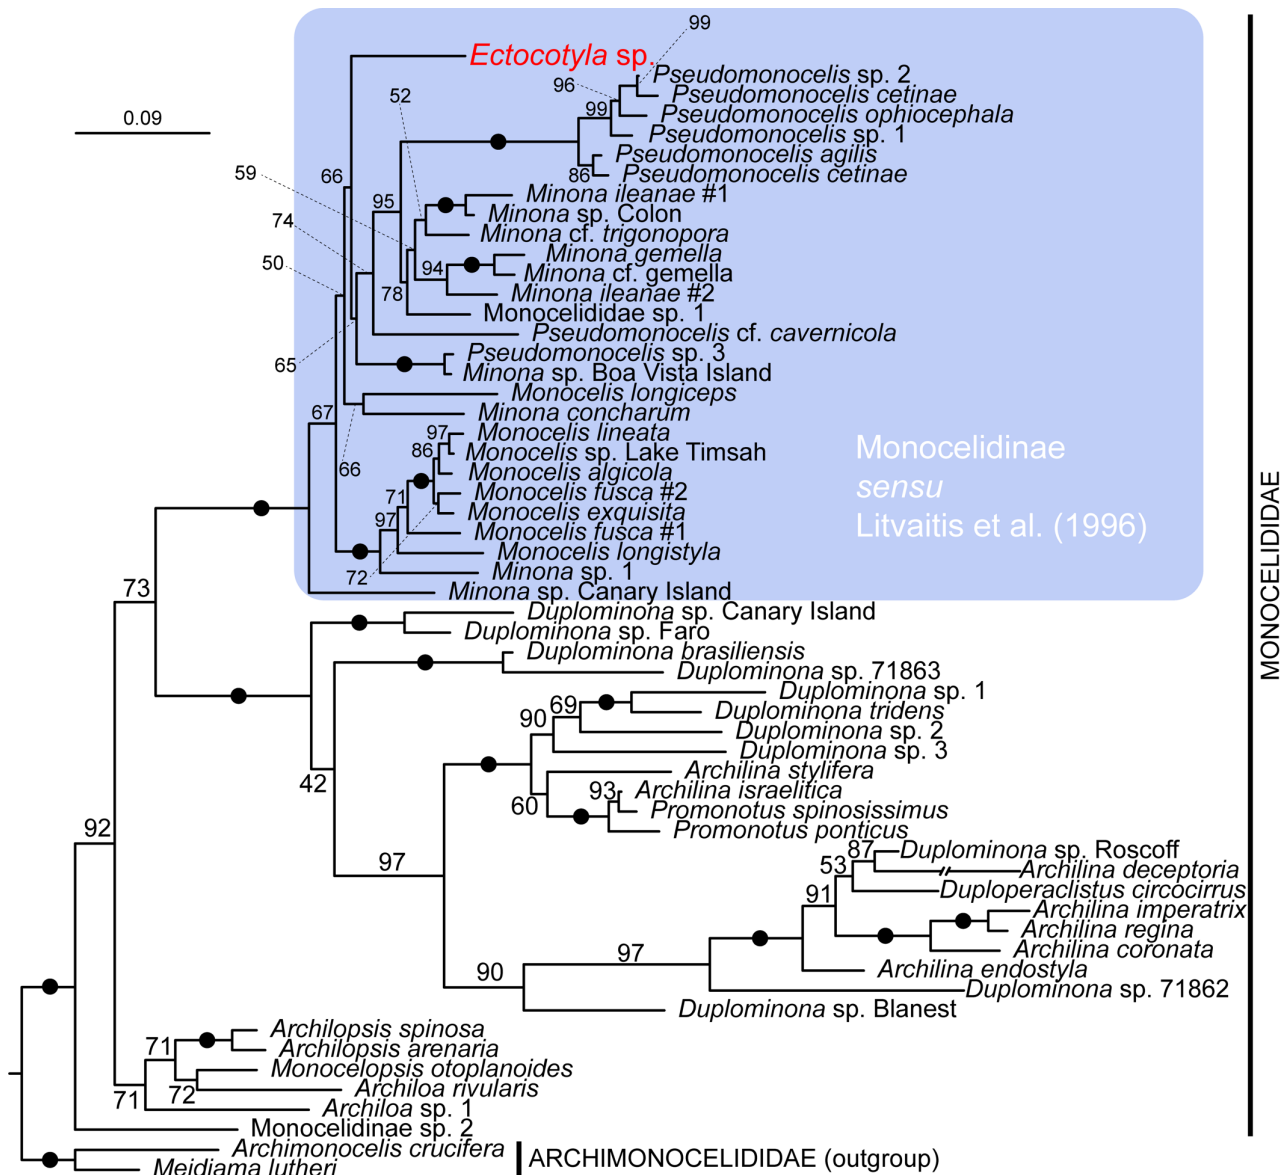 99
Ectocotyla sp.
Pseudomonocelis sp. 2
96
Pseudomonocelis cetinae
52
0.09
99
Pseudomonocelis ophiocephala
Pseudomonocelis sp. 1
Pseudomonocelis agilis
59
66
86
Pseudomonocelis cetinae
Minona ileanae #1
95
Minona sp. Colon
74
Minona cf. trigonopora
Minona gemella
50
94
Minona cf. gemella
78
Minona ileanae #2
Monocelididae sp. 1
Pseudomonocelis cf. cavernicola
Pseudomonocelis sp. 3
65
Minona sp. Boa Vista Island
Monocelis longiceps
67
Minona concharum
97
Monocelis lineata
86
Monocelis sp. Lake Timsah
66
Monocelis algicola
71
Monocelis fusca #2
Monocelis exquisita
97
Monocelis fusca #1
Monocelis longistyla
72
Minona sp. 1
Minona sp. Canary Island
Monocelidinae
sensu
Litvaitis et al. (1996)
MONOCELIDIDAE
73
Duplominona sp. Canary Island
Duplominona sp. Faro
Duplominona brasiliensis
Duplominona sp. 71863
Duplominona sp. 1
69
Duplominona tridens
90
Duplominona sp. 2
Duplominona sp. 3
42
Archilina stylifera
93
Archilina israelitica
60
Promonotus spinosissimus
92
Promonotus ponticus
87
Duplominona sp. Roscoff
97
53
Archilina deceptoria
91
Duploperaclistus circocirrus
Archilina imperatrix
Archilina regina
97
Archilina coronata
90
Archilina endostyla
Duplominona sp. 71862
Duplominona sp. Blanest
Archilopsis spinosa
71
Archilopsis arenaria
Monocelopsis otoplanoides
72
Archiloa rivularis
71
Archiloa sp. 1
Monocelidinae sp. 2
Archimonocelis crucifera
Meidiama lutheri
ARCHIMONOCELIDIDAE (outgroup)